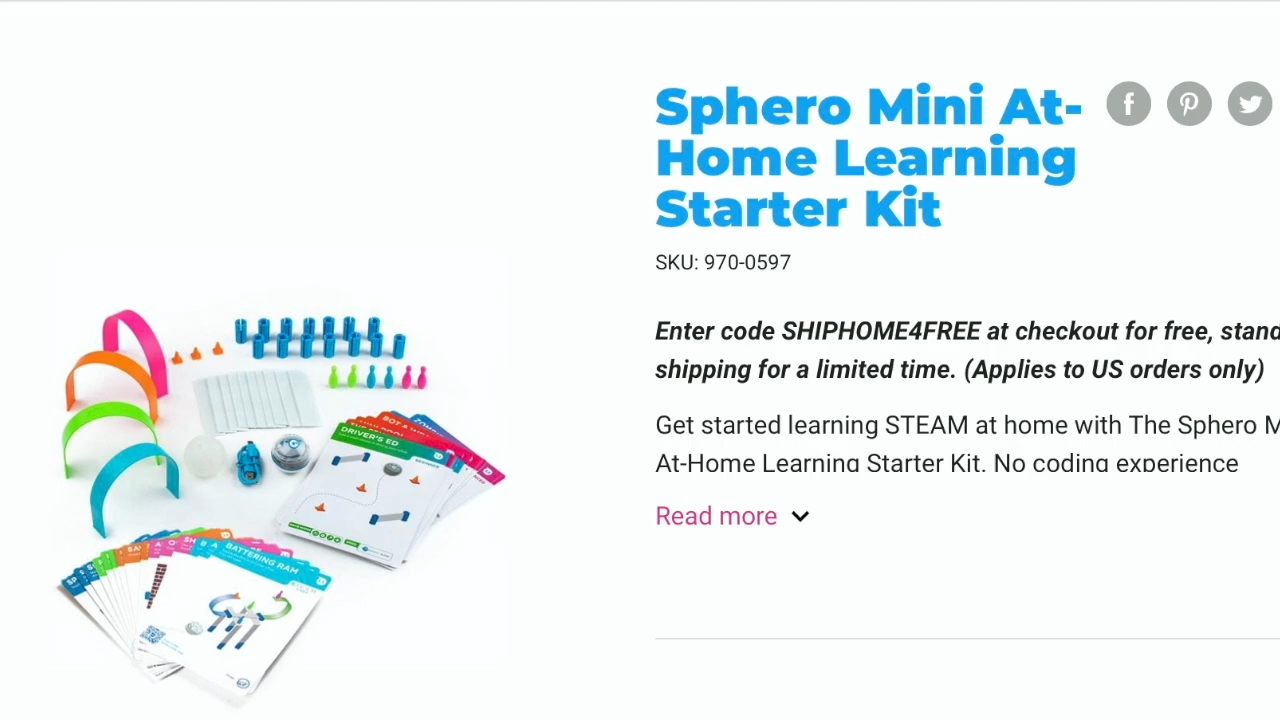 Sphero Mini At-
Home Learning
Starter Kit
SKU: 970-0597
Enter code SHIPHOME4FREE at checkout for free, stand
shipping for a limited time. (Applies to US orders only)
Get started learning STEAM at home with The Sphero M
At-Home Learning Starter Kit. No coding experience
Read more
DRIVER'S ED
BATTERING RAM